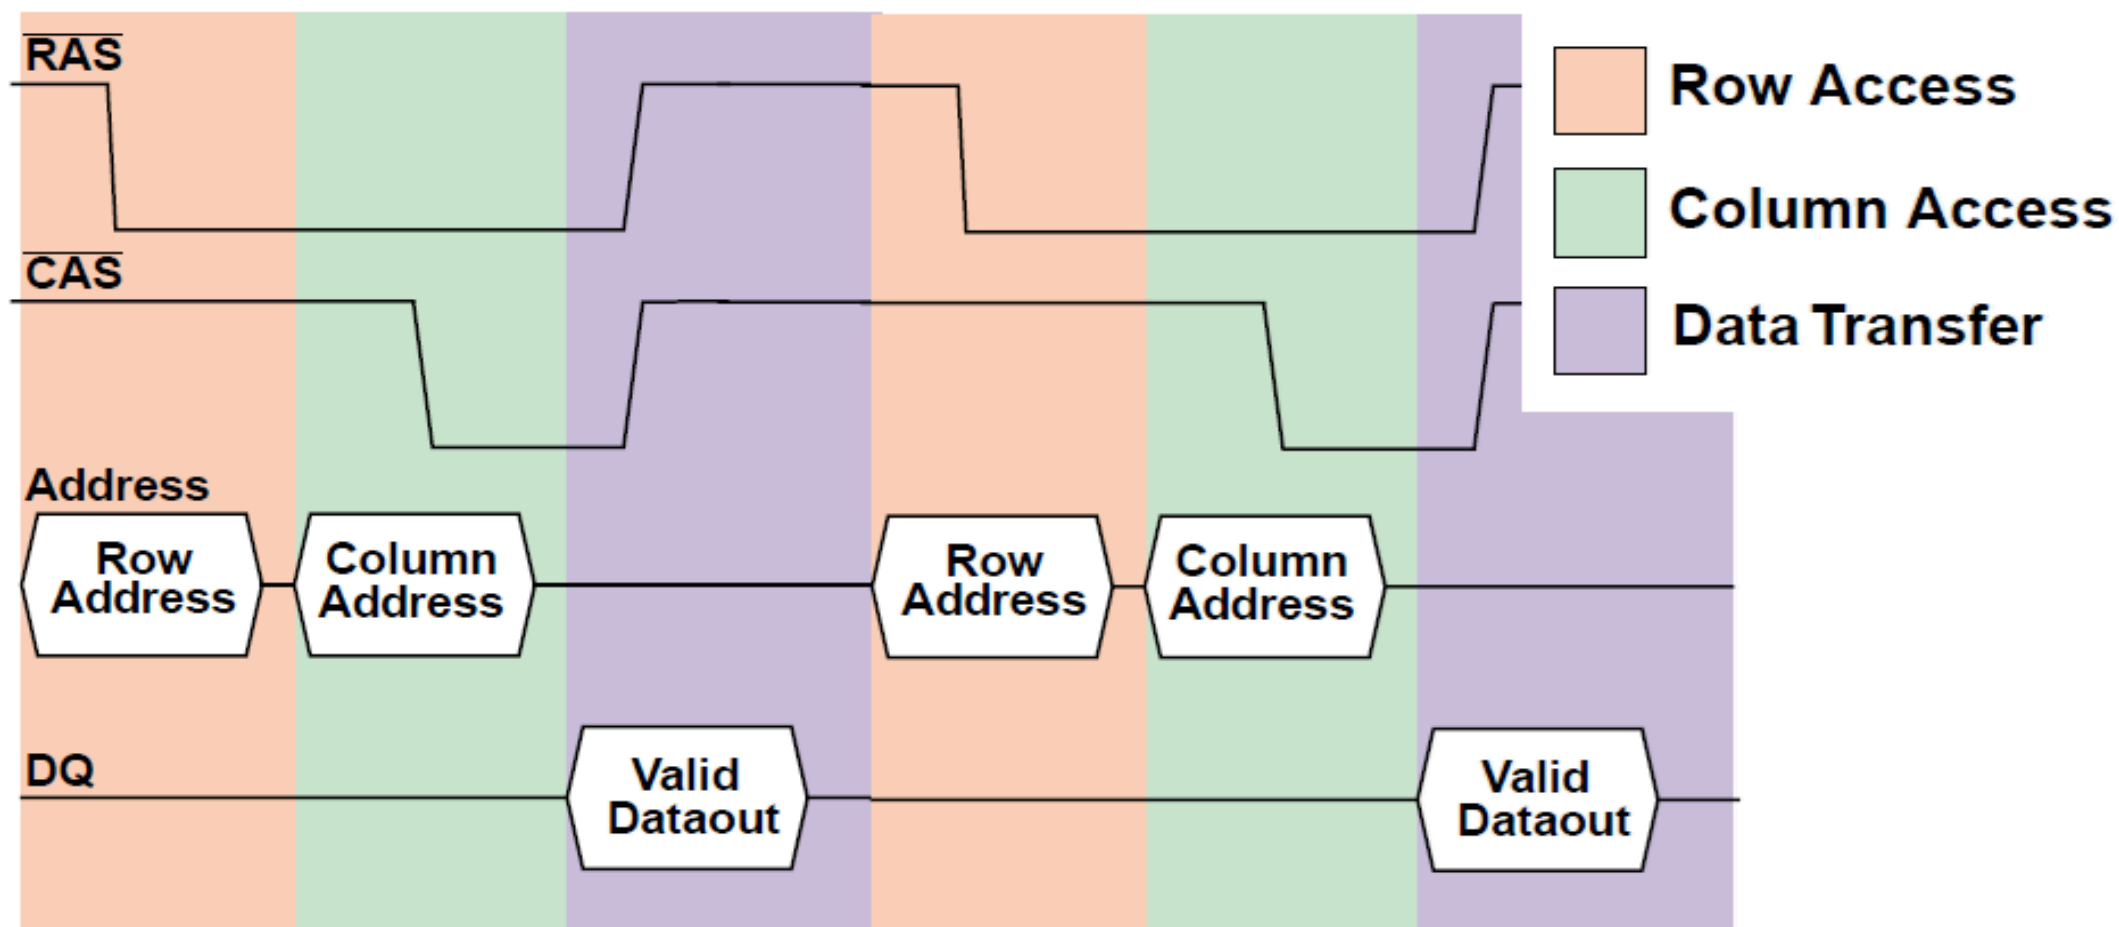 RAS
Row Access
Column Access
CAS
Data Transfer
Address
Row
Address
Column
Address
Row
Address
Column
Address
DQ
Valid
Dataout
Valid
Dataout